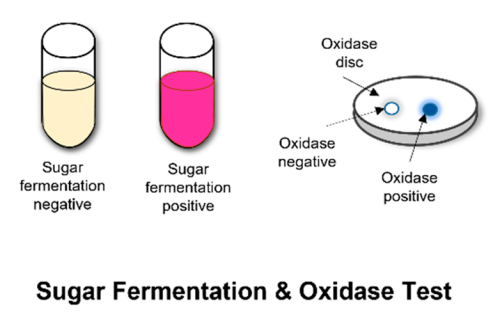 Sugar
fermentation
negative
Sugar
fermentation
positive
Oxidase
disc
Oxidase
negative
Oxidase
positive
Sugar Fermentation & Oxidase Test